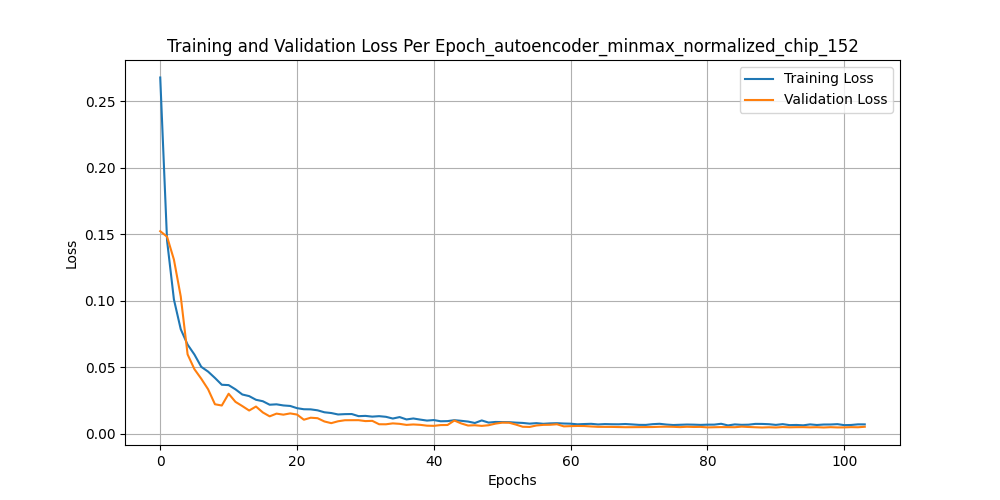 Training and Validation Loss Per Epoch_autoencoder_minmax_normalized_chip_152
Training Loss
Validation Loss
0.25
0.20
0.15
0.10
0.05
0.00
Loss
0 20 40 60 80 100
Epochs